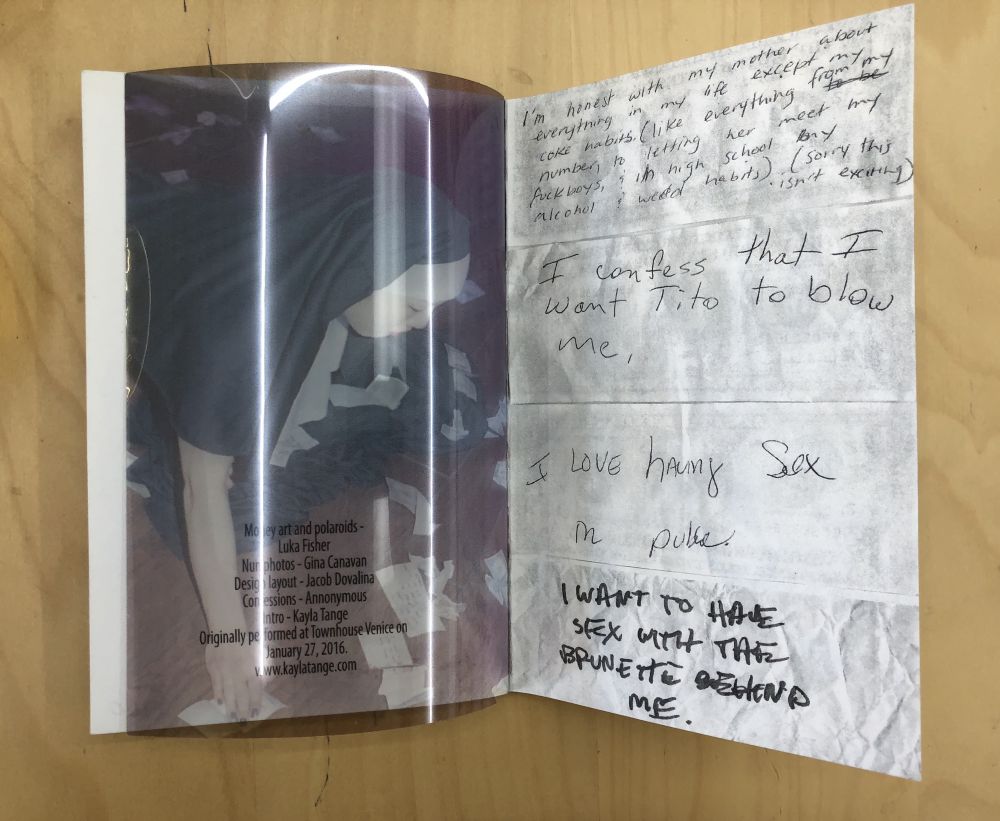 Money art and polaroids -
Luka Fisher
Nun photos - Gina Canavan
Design layout - Jacob Dovalina
Confessions - Annonymous
Intro - Kayla Tange
Originally performed at Townhouse Venice on
January 27, 2016.
www.kaylatange.com
I'm honest with my mother about
everything in my life except my
coke habits. (like everything from my
number, to letting her meet my
fuckboys, & in high school my
alcohol & weed habits) (sorry this
isn't exciting)
I confess that I
want Tito to blow
me.
I LOVE having Sex
in
I WANT TO HAVE
SEX WITH THE
BRUNETTE BEHIND
ME.